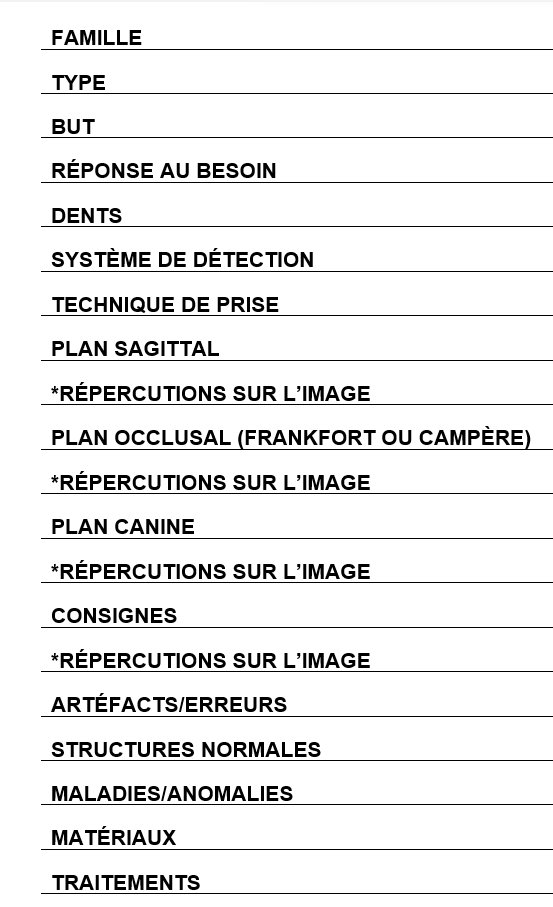 FAMILLE
TYPE
BUT
RÉPONSE AU BESOIN
DENTS
SYSTÈME DE DÉTECTION
TECHNIQUE DE PRISE
PLAN SAGITTAL
*RÉPERCUTIONS SUR L’IMAGE
PLAN OCCLUSAL (FRANKFORT OU CAMPÈRE)
*RÉPERCUTIONS SUR L’IMAGE
PLAN CANINE
*RÉPERCUTIONS SUR L’IMAGE
CONSIGNES
*RÉPERCUTIONS SUR L’IMAGE
ARTÉFACTS/ERREURS
STRUCTURES NORMALES
MALADIES/ANOMALIES
MATÉRIAUX
TRAITEMENTS